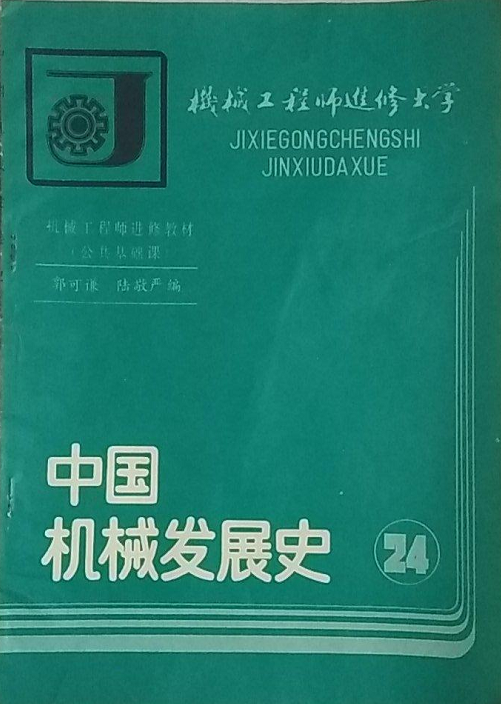 J
機械工程师進修大学
JIXIEGONGCHENGSHI
JINXIUDAXUE
机械工程师进修教材
（公共基础课）
郭可谦 陆敬严编
中国
机械发展史
24